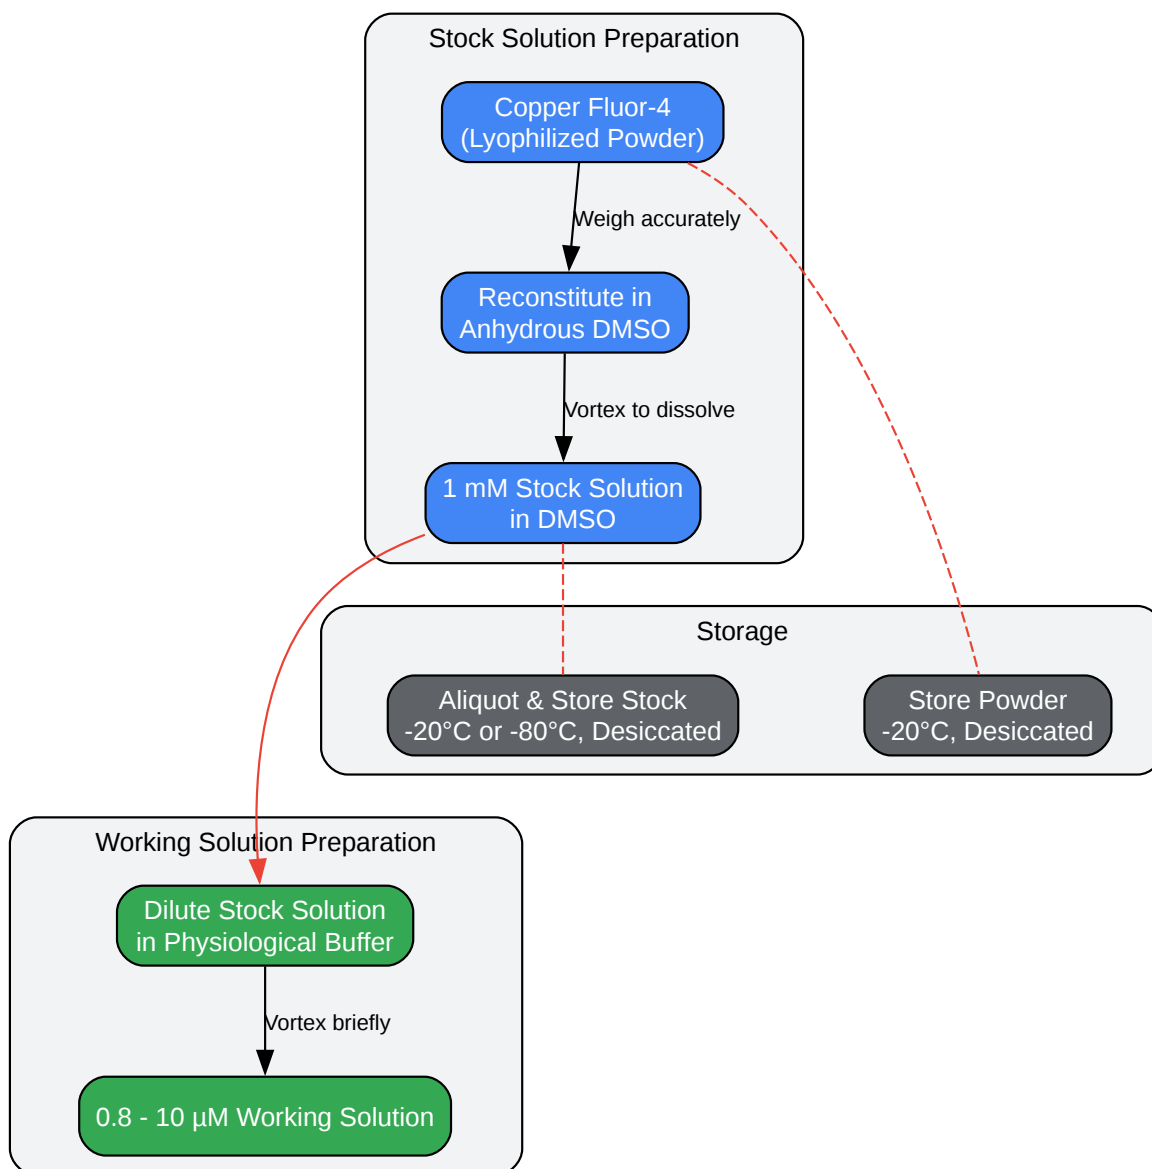 Stock Solution Preparation
Copper Fluor-4
(Lyophilized Powder)
Weigh accurately
Reconstitute in
Anhydrous DMSO
Vortex to dissolve
1 mM Stock Solution
in DMSO
Storage
Aliquot & Store Stock
-20°C or -80°C, Desiccated
Store Powder
-20°C, Desiccated
Working Solution Preparation
Dilute Stock Solution
in Physiological Buffer
Vortex briefly
0.8 - 10 µM Working Solution